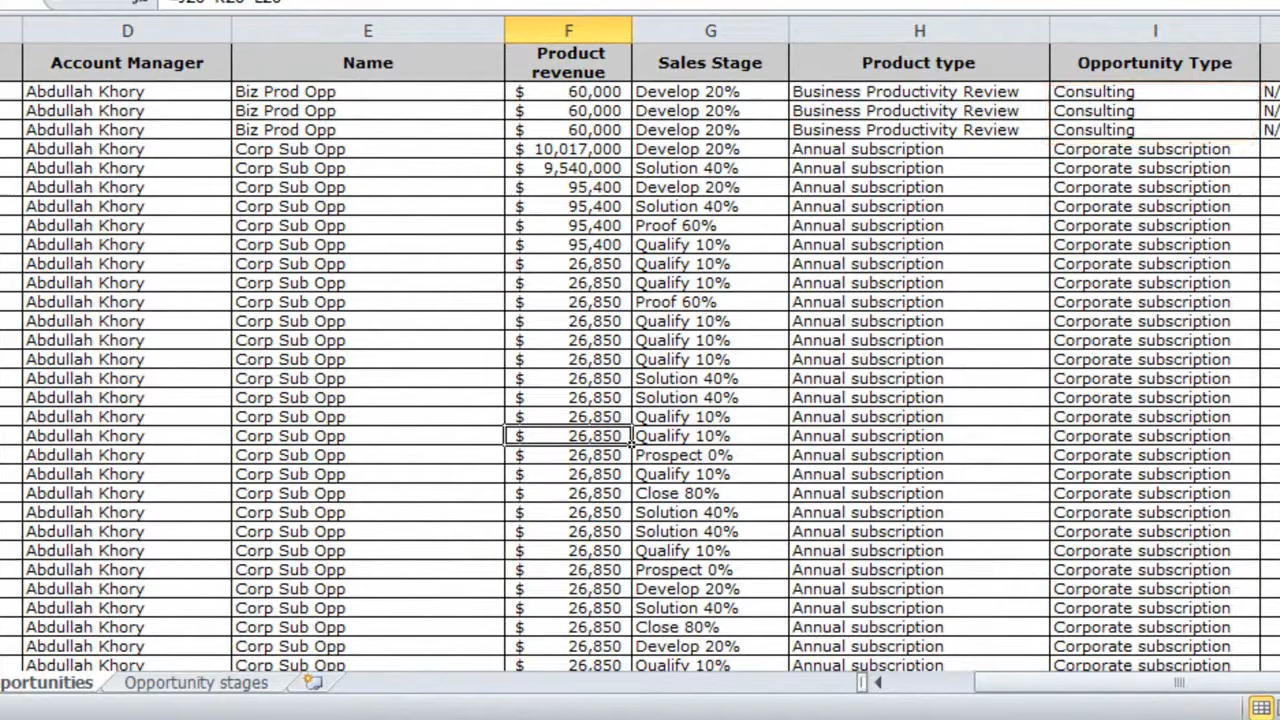 D E F G H I
Account Manager Name Product revenue Sales Stage Product type Opportunity Type
Abdullah Khory Biz Prod Opp $ 60,000 Develop 20% Business Productivity Review Consulting N/
Abdullah Khory Biz Prod Opp $ 60,000 Develop 20% Business Productivity Review Consulting N/
Abdullah Khory Biz Prod Opp $ 60,000 Develop 20% Business Productivity Review Consulting N/
Abdullah Khory Corp Sub Opp $ 10,017,000 Develop 20% Annual subscription Corporate subscription
Abdullah Khory Corp Sub Opp $ 9,540,000 Solution 40% Annual subscription Corporate subscription
Abdullah Khory Corp Sub Opp $ 95,400 Develop 20% Annual subscription Corporate subscription
Abdullah Khory Corp Sub Opp $ 95,400 Solution 40% Annual subscription Corporate subscription
Abdullah Khory Corp Sub Opp $ 95,400 Proof 60% Annual subscription Corporate subscription
Abdullah Khory Corp Sub Opp $ 95,400 Qualify 10% Annual subscription Corporate subscription
Abdullah Khory Corp Sub Opp $ 26,850 Qualify 10% Annual subscription Corporate subscription
Abdullah Khory Corp Sub Opp $ 26,850 Qualify 10% Annual subscription Corporate subscription
Abdullah Khory Corp Sub Opp $ 26,850 Proof 60% Annual subscription Corporate subscription
Abdullah Khory Corp Sub Opp $ 26,850 Qualify 10% Annual subscription Corporate subscription
Abdullah Khory Corp Sub Opp $ 26,850 Qualify 10% Annual subscription Corporate subscription
Abdullah Khory Corp Sub Opp $ 26,850 Qualify 10% Annual subscription Corporate subscription
Abdullah Khory Corp Sub Opp $ 26,850 Solution 40% Annual subscription Corporate subscription
Abdullah Khory Corp Sub Opp $ 26,850 Solution 40% Annual subscription Corporate subscription
Abdullah Khory Corp Sub Opp $ 26,850 Qualify 10% Annual subscription Corporate subscription
Abdullah Khory Corp Sub Opp $ 26,850 Qualify 10% Annual subscription Corporate subscription
Abdullah Khory Corp Sub Opp $ 26,850 Prospect 0% Annual subscription Corporate subscription
Abdullah Khory Corp Sub Opp $ 26,850 Qualify 10% Annual subscription Corporate subscription
Abdullah Khory Corp Sub Opp $ 26,850 Close 80% Annual subscription Corporate subscription
Abdullah Khory Corp Sub Opp $ 26,850 Solution 40% Annual subscription Corporate subscription
Abdullah Khory Corp Sub Opp $ 26,850 Solution 40% Annual subscription Corporate subscription
Abdullah Khory Corp Sub Opp $ 26,850 Qualify 10% Annual subscription Corporate subscription
Abdullah Khory Corp Sub Opp $ 26,850 Prospect 0% Annual subscription Corporate subscription
Abdullah Khory Corp Sub Opp $ 26,850 Develop 20% Annual subscription Corporate subscription
Abdullah Khory Corp Sub Opp $ 26,850 Solution 40% Annual subscription Corporate subscription
Abdullah Khory Corp Sub Opp $ 26,850 Close 80% Annual subscription Corporate subscription
Abdullah Khory Corp Sub Opp $ 26,850 Develop 20% Annual subscription Corporate subscription
Abdullah Khory Corp Sub Opp $ 26,850 Qualify 10% Annual subscription Corporate subscription
portunities Opportunity stages